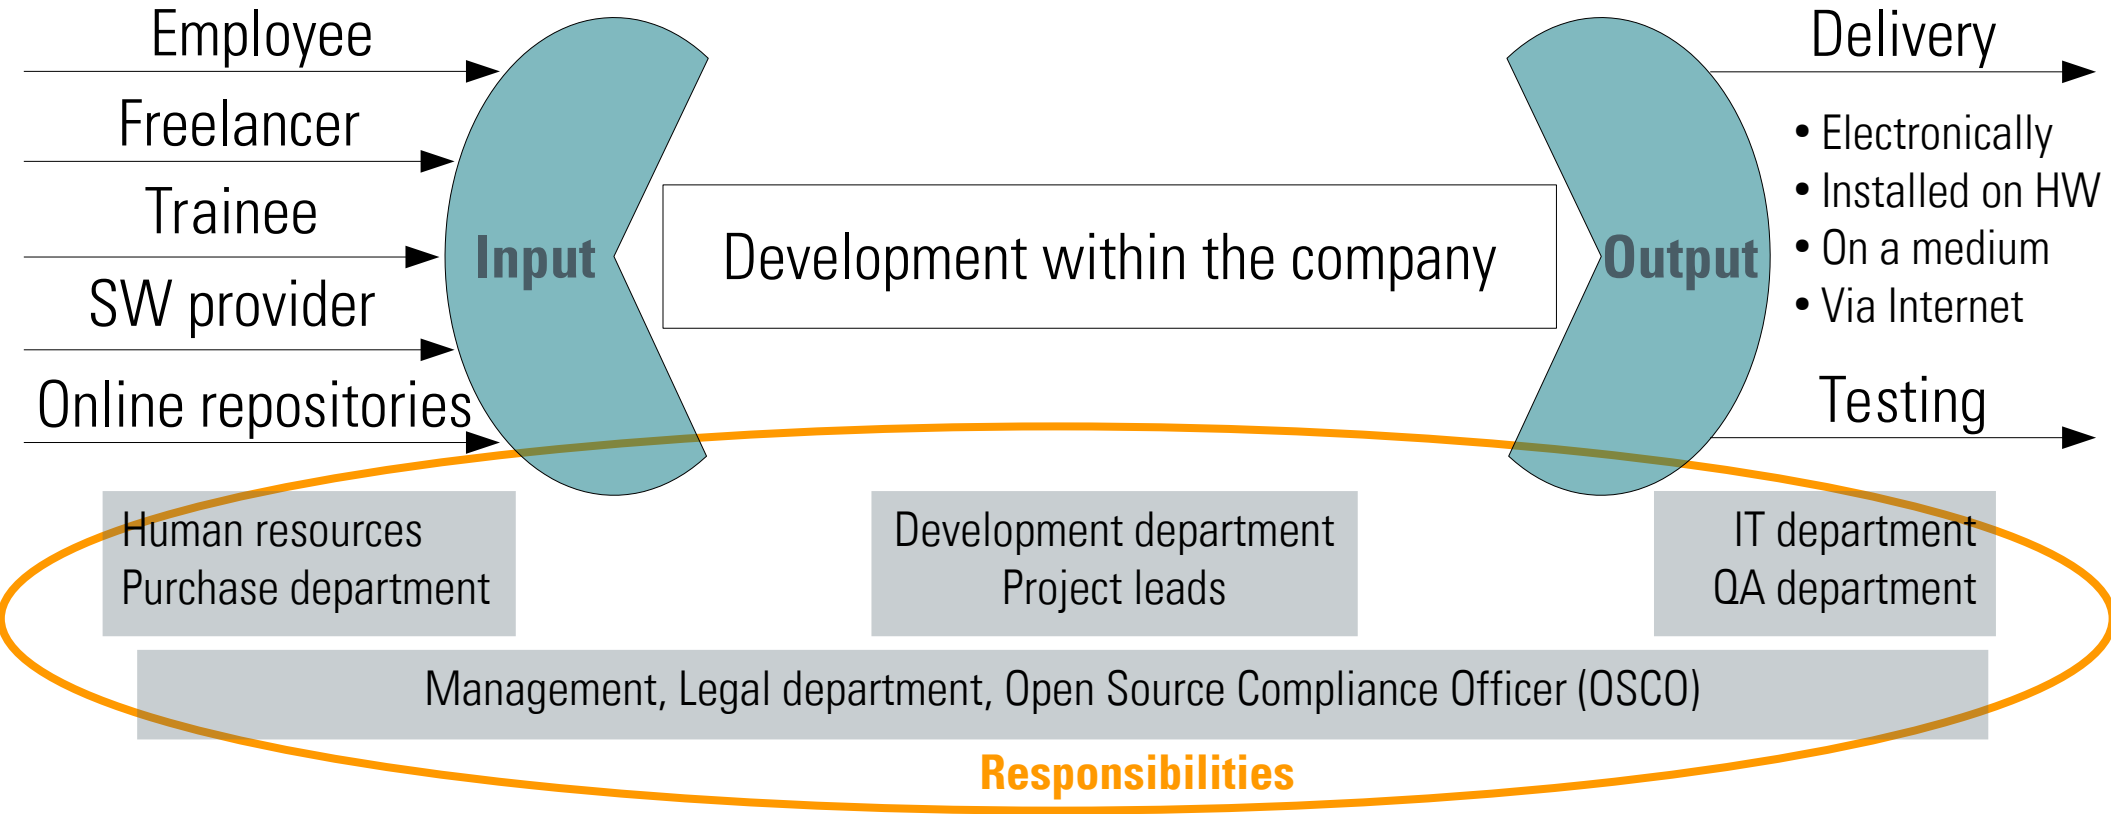 Employee
Freelancer
Trainee
SW provider
Online repositories
Input
Development within the company
Output
Delivery
• Electronically
• Installed on HW
• On a medium
• Via Internet
Testing
Human resources
Purchase department
Development department
Project leads
IT department
QA department
Management, Legal department, Open Source Compliance Officer (OSCO)
Responsibilities